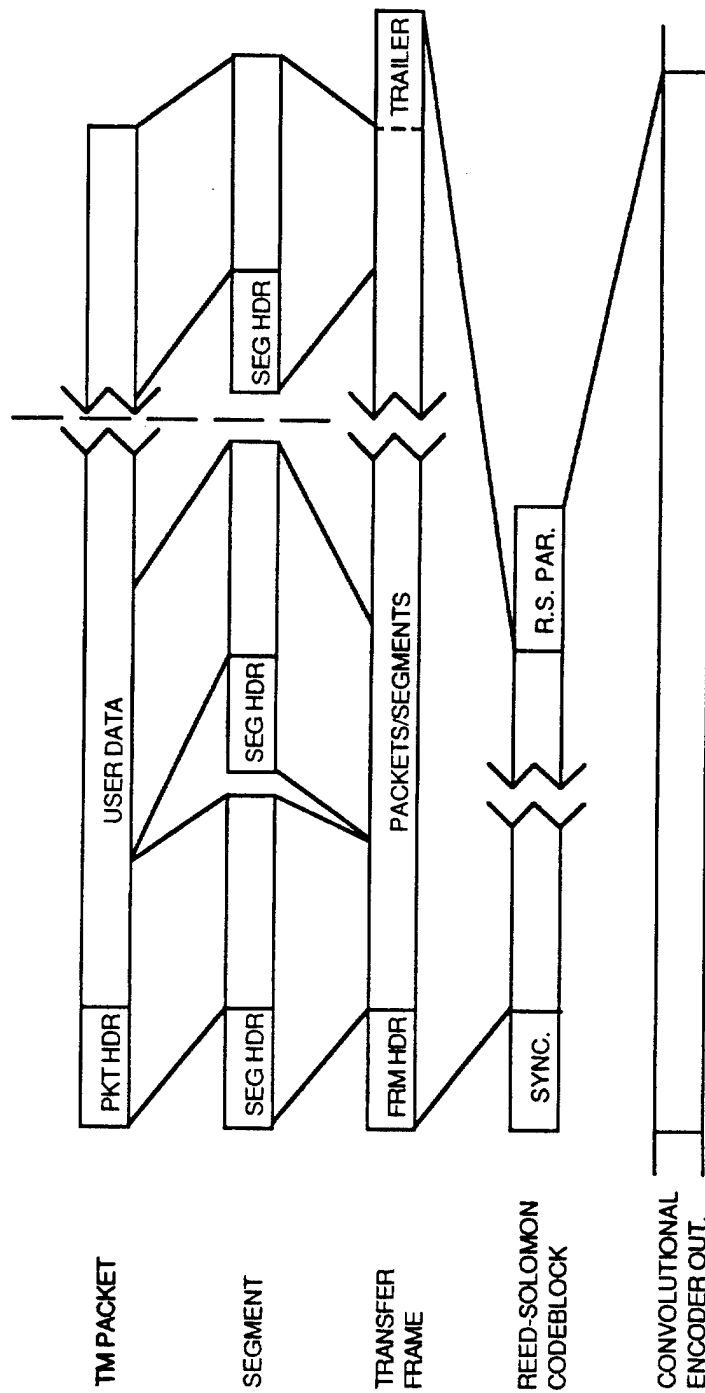 TM PACKET
PKT HDR
USER DATA
SEGMENT
SEG HDR
SEG HDR
SEG HDR
TRANSFER
FRAME
FRM HDR
PACKETS/SEGMENTS
TRAILER
REED-SOLOMON
CODEBLOCK
SYNC.
R.S. PAR.
CONVOLUTIONAL
ENCODER OUT.